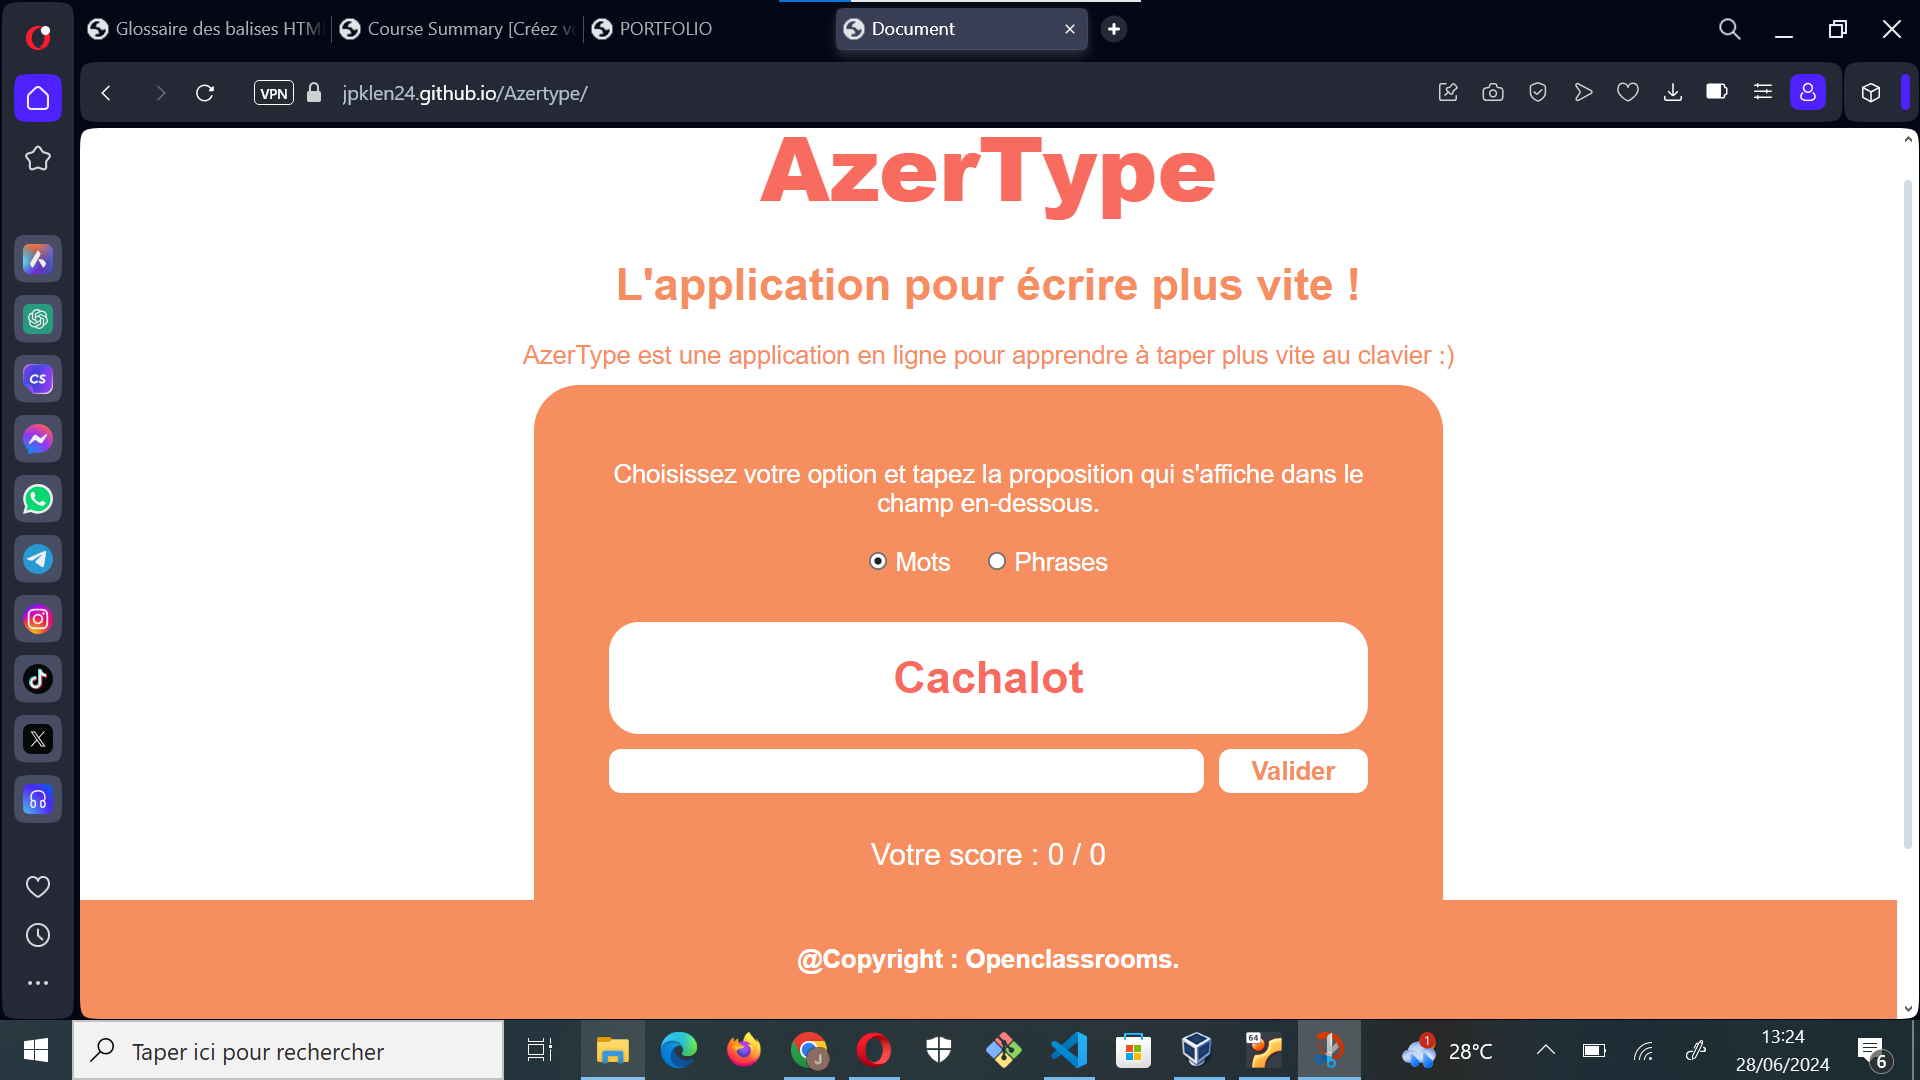 Glossaire des balises HTM
Course Summary [Créez v
PORTFOLIO
Document
VPN
jpklen24.github.io/Azertype/
AzerType
L'application pour écrire plus vite !
AzerType est une application en ligne pour apprendre à taper plus vite au clavier :)
Choisissez votre option et tapez la proposition qui s'affiche dans le
champ en-dessous.
Mots
Phrases
Cachalot
Valider
Votre score : 0 / 0
@Copyright : Openclassrooms.
CS
Taper ici pour rechercher
J
64
1
28°C
13:24
28/06/2024
6